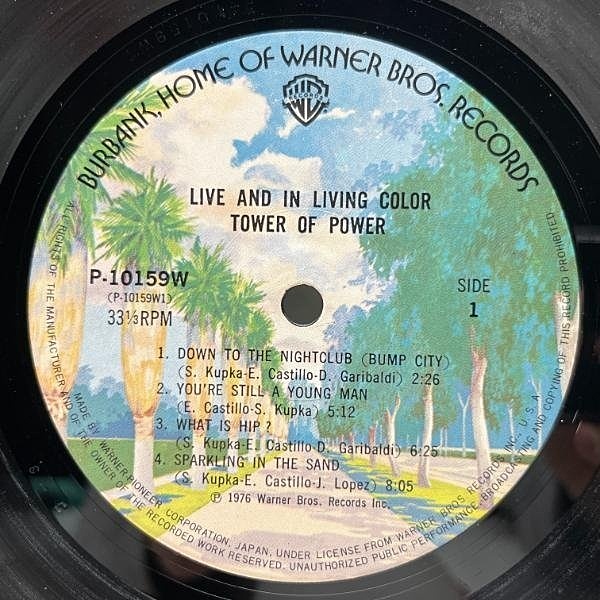 BURBANK, HOME OF WARNER BROS. RECORDS
WB
RECORDS
LIVE AND IN LIVING COLOR
TOWER OF POWER
P-10159W
(P-10159W1)
33⅓RPM
SIDE
1
1. DOWN TO THE NIGHTCLUB (BUMP CITY)
(S. Kupka-E. Castillo-D. Garibaldi) 2:26
2. YOU'RE STILL A YOUNG MAN
(E. Castillo-S. Kupka) 5:12
3. WHAT IS HIP?
(S. Kupka-E. Castillo-D. Garibaldi) 6:25
4. SPARKLING IN THE SAND
(S. Kupka-E. Castillo-J. Lopez) 8:05
Ⓟ 1976 Warner Bros. Records Inc.
MADE BY WARNER-PIONEER CORPORATION, JAPAN, UNDER LICENSE FROM WARNER BROS RECORDS INC. U.S.A.
ALL RIGHTS OF THE MANUFACTURER AND OF THE OWNER OF THE RECORDED WORK RESERVED. UNAUTHORIZED PUBLIC PERFORMANCE, BROADCASTING AND COPYING OF THIS RECORD PROHIBITED